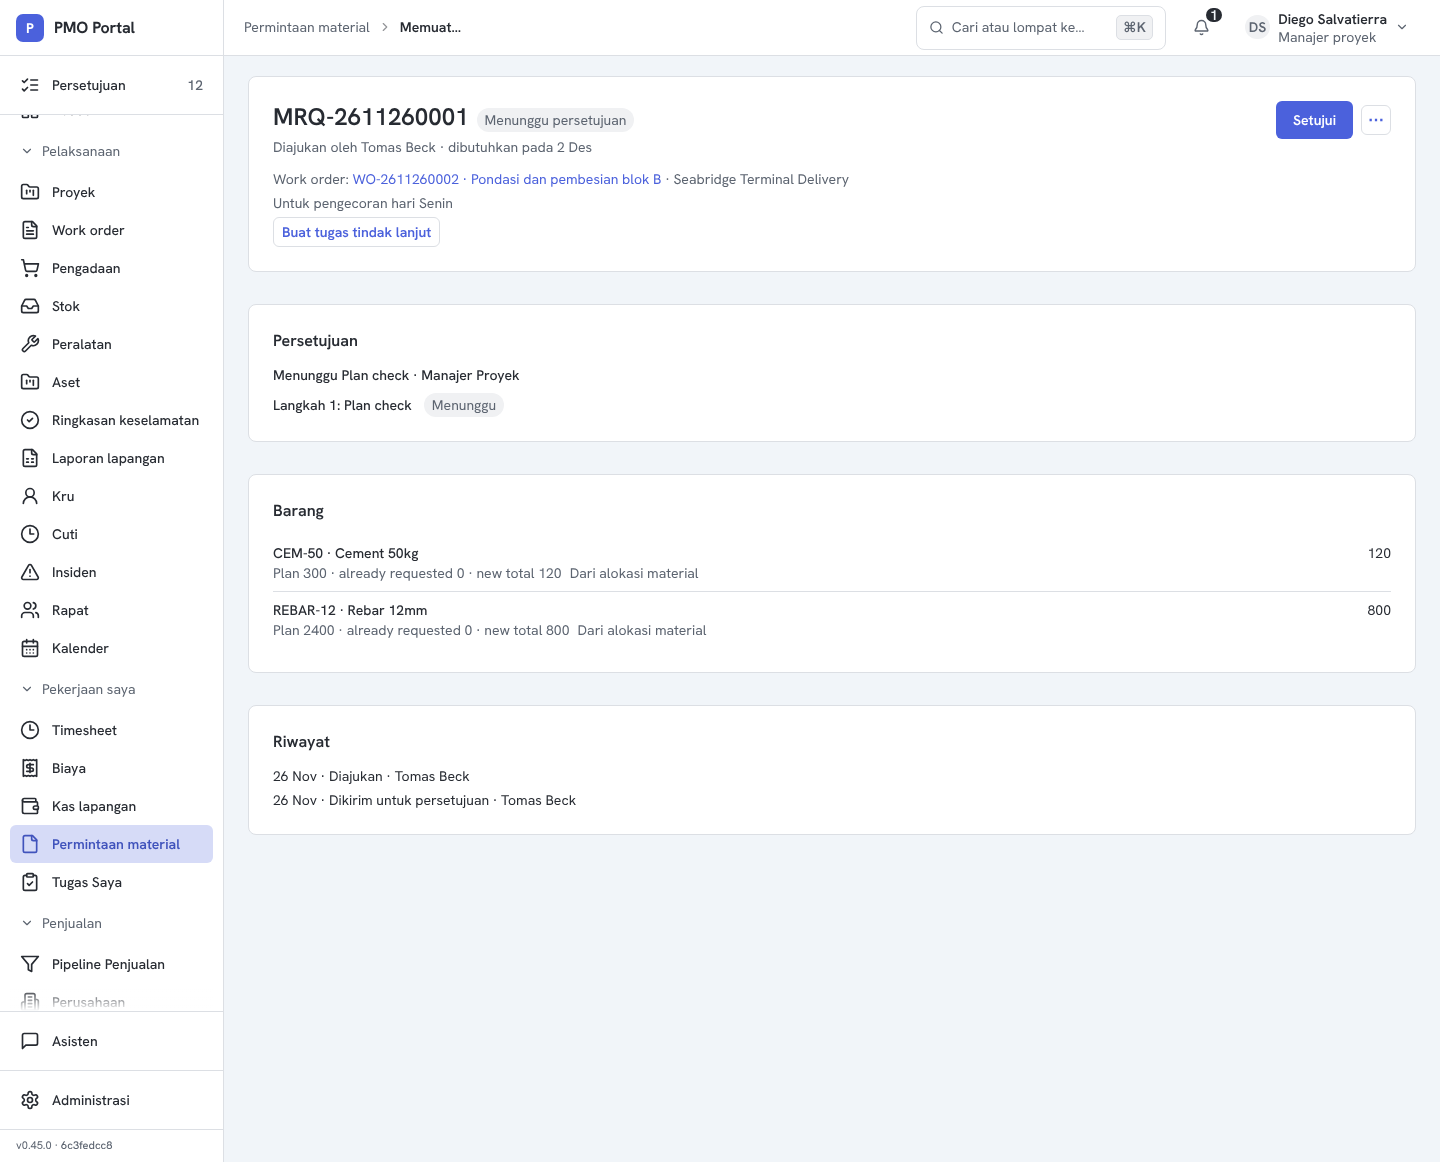 P PMO Portal
Permintaan material > Memuat...
Cari atau lompat ke... ⌘K
1
DS Diego Salvatierra
Manajer proyek
Persetujuan 12
Pelaksanaan
Proyek
Work order
Pengadaan
Stok
Peralatan
Aset
Ringkasan keselamatan
Laporan lapangan
Kru
Cuti
Insiden
Rapat
Kalender
Pekerjaan saya
Timesheet
Biaya
Kas lapangan
Permintaan material
Tugas Saya
Penjualan
Pipeline Penjualan
Perusahaan
Asisten
Administrasi
v0.45.0 · 6c3fedcc8
MRQ-2611260001 Menunggu persetujuan
Setujui
Diajukan oleh Tomas Beck · dibutuhkan pada 2 Des
Work order: WO-2611260002 · Pondasi dan pembesian blok B · Seabridge Terminal Delivery
Untuk pengecoran hari Senin
Buat tugas tindak lanjut
Persetujuan
Menunggu Plan check · Manajer Proyek
Langkah 1: Plan check Menunggu
Barang
CEM-50 · Cement 50kg 120
Plan 300 · already requested 0 · new total 120 Dari alokasi material
REBAR-12 · Rebar 12mm 800
Plan 2400 · already requested 0 · new total 800 Dari alokasi material
Riwayat
26 Nov · Diajukan · Tomas Beck
26 Nov · Dikirim untuk persetujuan · Tomas Beck